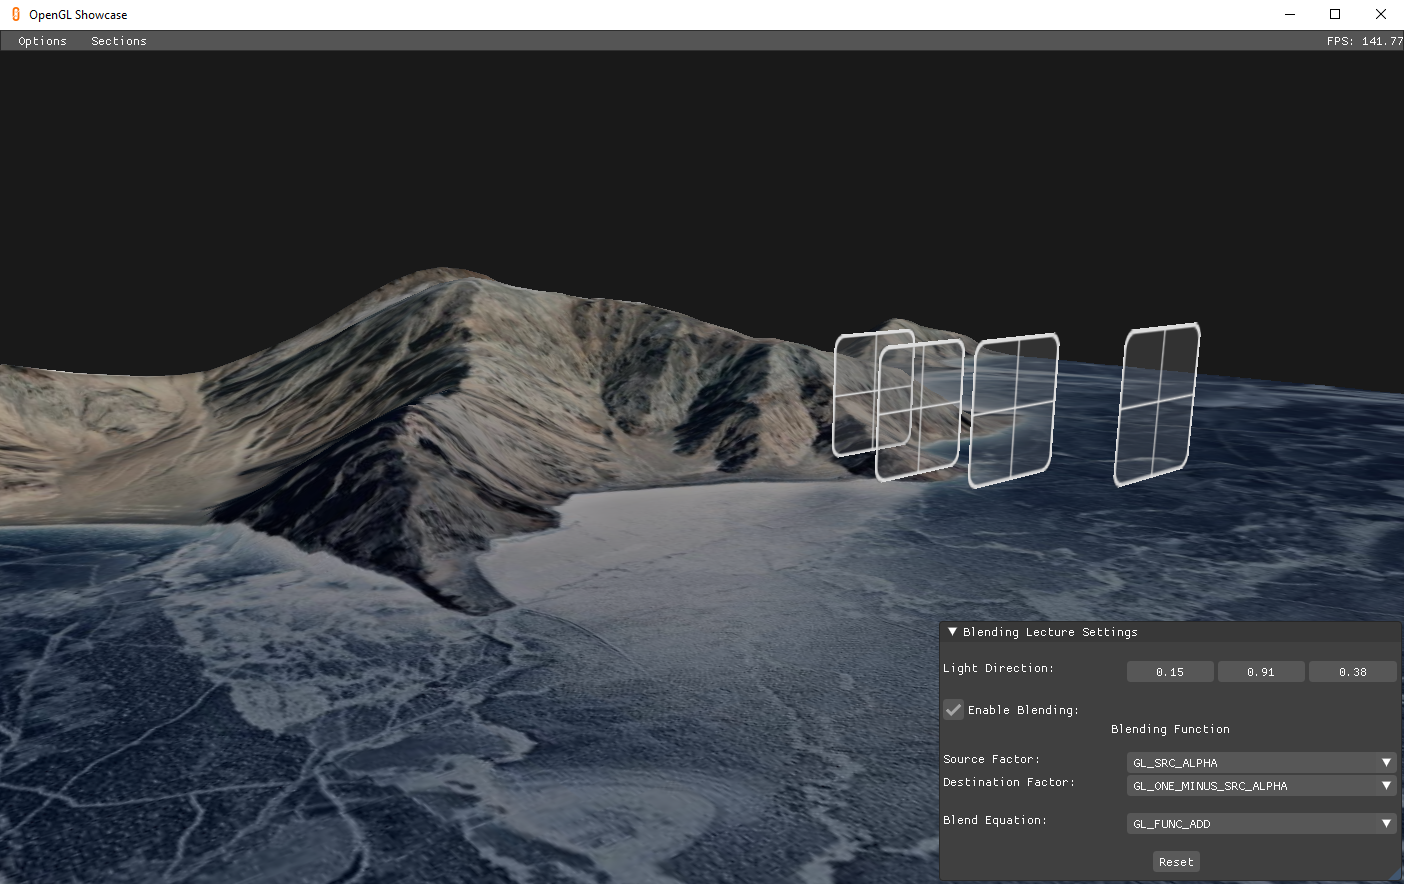 OpenGL Showcase
Options Sections FPS: 141.77
Blending Lecture Settings
Light Direction: 0.15 0.91 0.38
Enable Blending:
Blending Function
Source Factor: GL_SRC_ALPHA
Destination Factor: GL_ONE_MINUS_SRC_ALPHA
Blend Equation: GL_FUNC_ADD
Reset